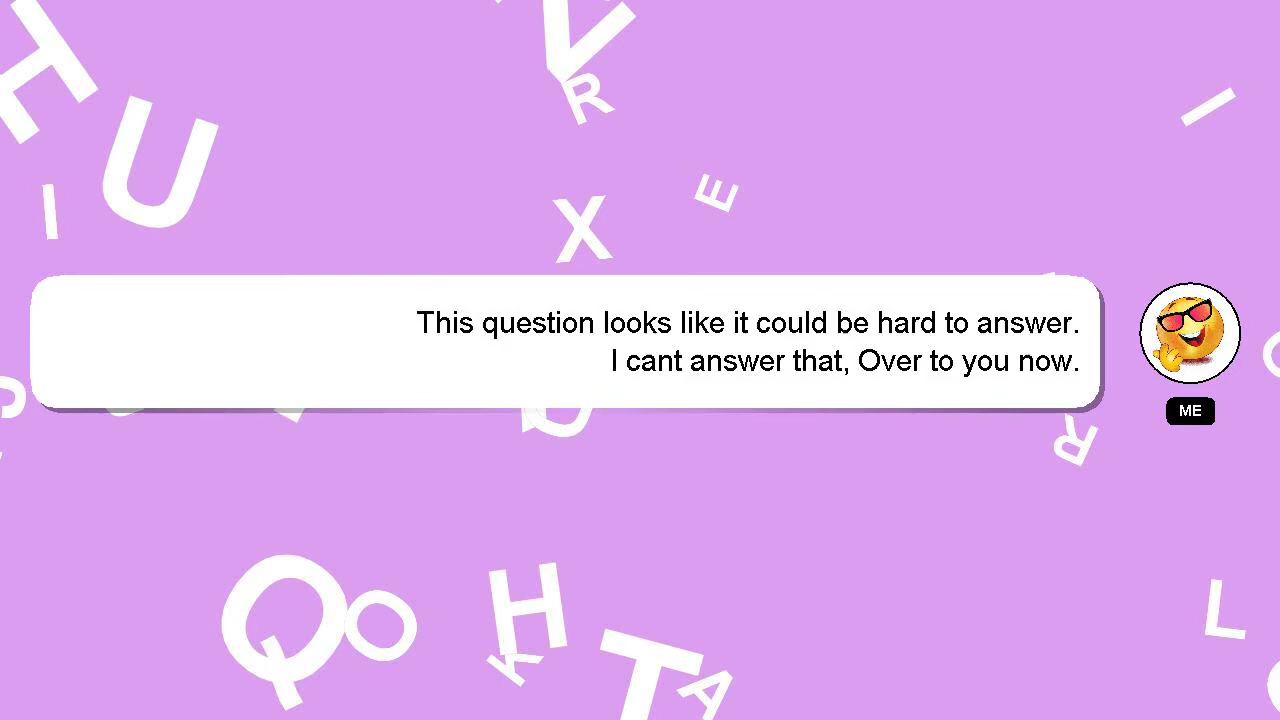 H
V
R
I
U
E
I
X
This question looks like it could be hard to answer.
I cant answer that, Over to you now.
ME
R
Q
O
H
K
T
A
L